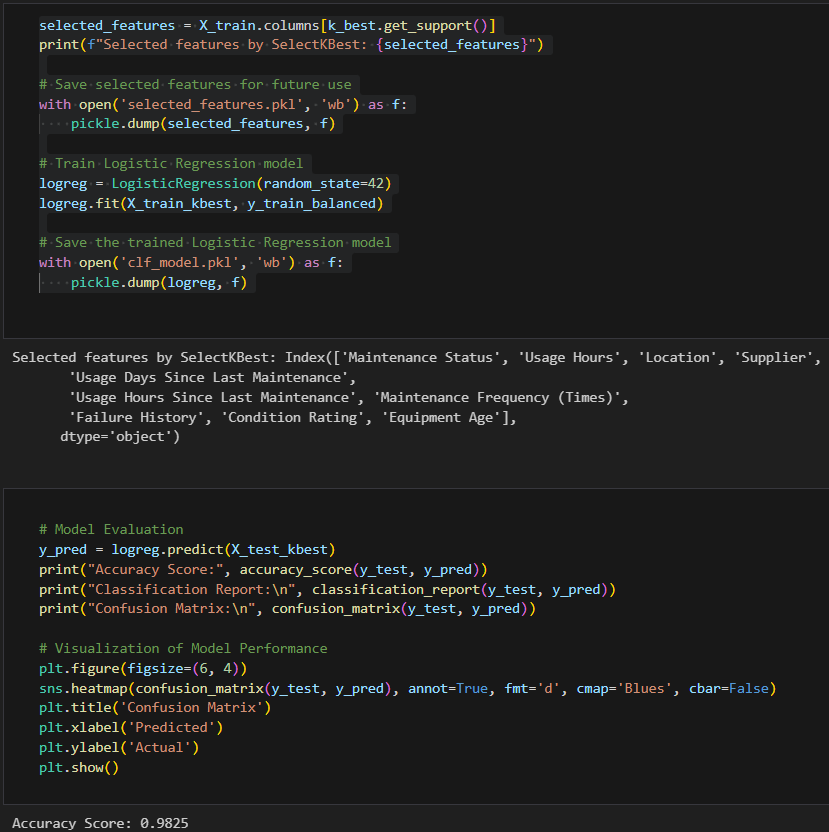 selected_features = X_train.columns[k_best.get_support()]
print(f"Selected features by SelectKBest: {selected_features}")
# Save selected features for future use
with open('selected_features.pkl', 'wb') as f:
    pickle.dump(selected_features, f)
# Train Logistic Regression model
logreg = LogisticRegression(random_state=42)
logreg.fit(X_train_kbest, y_train_balanced)
# Save the trained Logistic Regression model
with open('clf_model.pkl', 'wb') as f:
    pickle.dump(logreg, f)
Selected features by SelectKBest: Index(['Maintenance Status', 'Usage Hours', 'Location', 'Supplier',
       'Usage Days Since Last Maintenance',
       'Usage Hours Since Last Maintenance', 'Maintenance Frequency (Times)',
       'Failure History', 'Condition Rating', 'Equipment Age'],
      dtype='object')
# Model Evaluation
y_pred = logreg.predict(X_test_kbest)
print("Accuracy Score:", accuracy_score(y_test, y_pred))
print("Classification Report:\n", classification_report(y_test, y_pred))
print("Confusion Matrix:\n", confusion_matrix(y_test, y_pred))
# Visualization of Model Performance
plt.figure(figsize=(6, 4))
sns.heatmap(confusion_matrix(y_test, y_pred), annot=True, fmt='d', cmap='Blues', cbar=False)
plt.title('Confusion Matrix')
plt.xlabel('Predicted')
plt.ylabel('Actual')
plt.show()
Accuracy Score: 0.9825